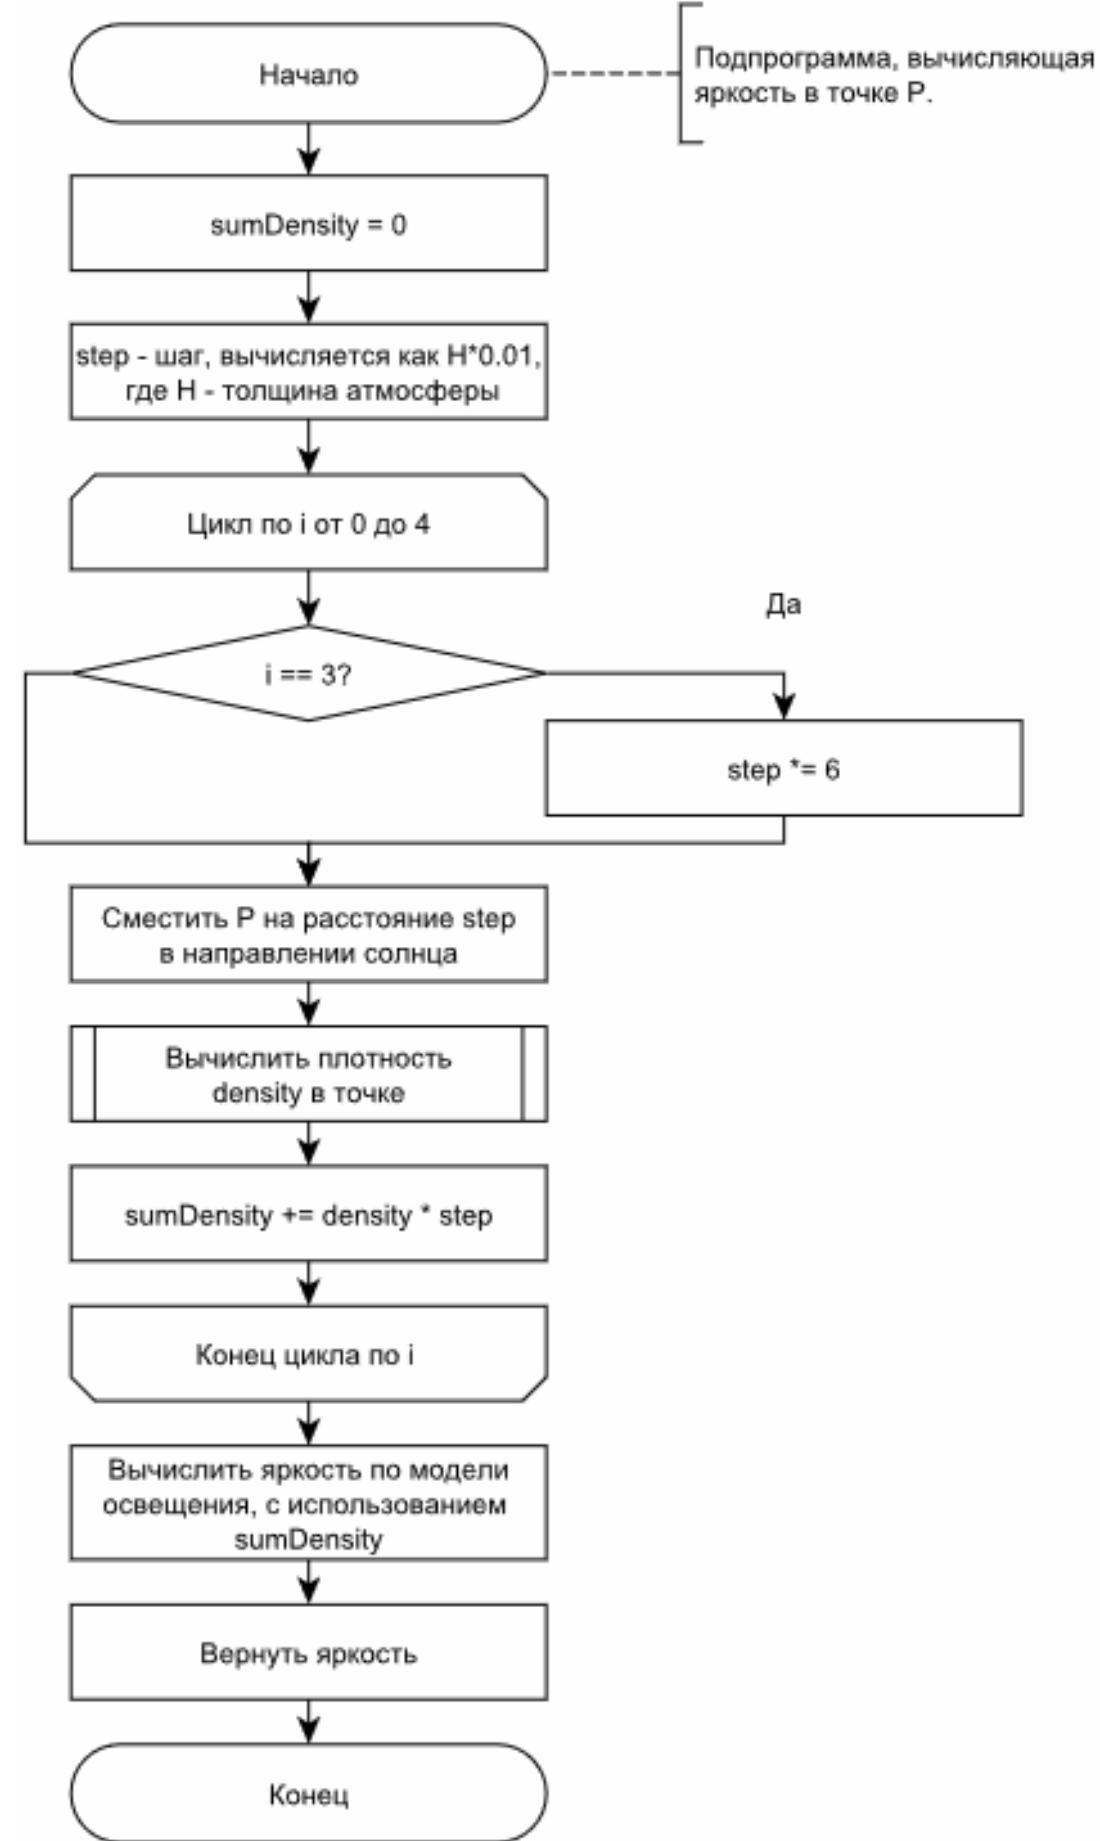 Начало
Подпрограмма, вычисляющая
яркость в точке P.
sumDensity = 0
step - шаг, вычисляется как H*0.01,
где H - толщина атмосферы
Цикл по i от 0 до 4
Да
i == 3?
step *= 6
Сместить P на расстояние step
в направлении солнца
Вычислить плотность
density в точке
sumDensity += density * step
Конец цикла по i
Вычислить яркость по модели
освещения, с использованием
sumDensity
Вернуть яркость
Конец